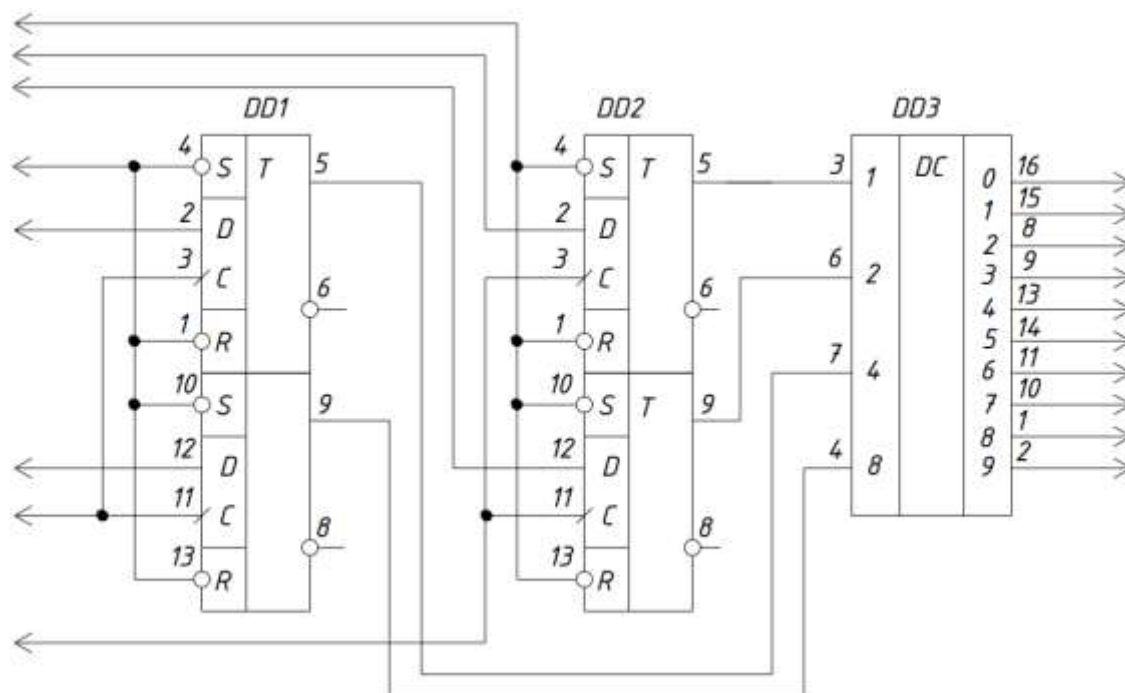 DD1 DD2 DD3
4 S T 5 4 S T 5 3 1 DC 0 16
1 15
2 D 2 D 2 8
3 C 3 C 6 2 3 9
6 6 4 13
1 R 1 R 5 14
7 4 6 11
10 S 9 10 S T 9 7 10
8 1
12 D 12 D 4 8 9 2
11 C 11 C
8 8
13 R 13 R